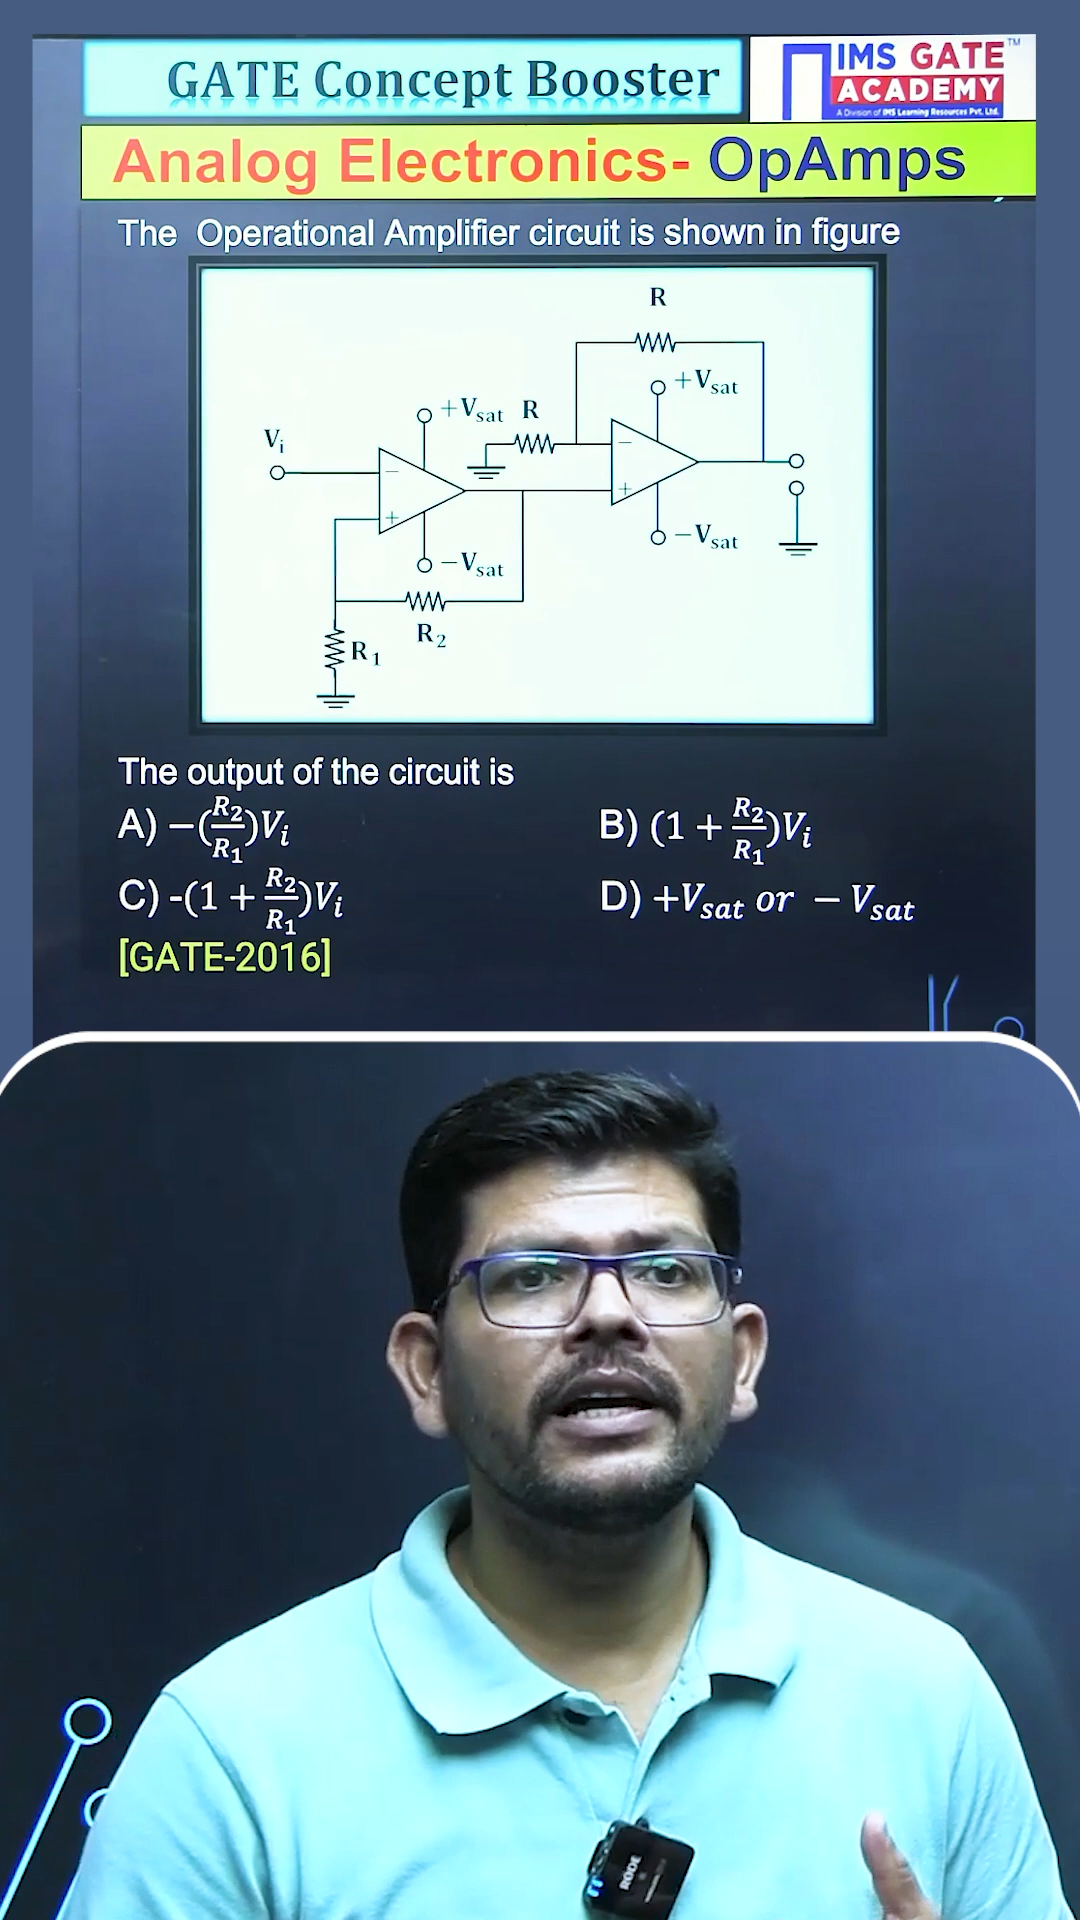 GATE Concept Booster
IMS GATE
ACADEMY
TM
A Division of IMS Learning Resources Pvt. Ltd.
Analog Electronics- OpAmps
The Operational Amplifier circuit is shown in figure
R
+Vsat
+Vsat R
Vi
−
−
+
+
−Vsat
−Vsat
R2
R1
The output of the circuit is
A) −(R2/R1)Vi B) (1 + R2/R1)Vi
C) -(1 + R2/R1)Vi D) +Vsat or − Vsat
[GATE-2016]
RØDE